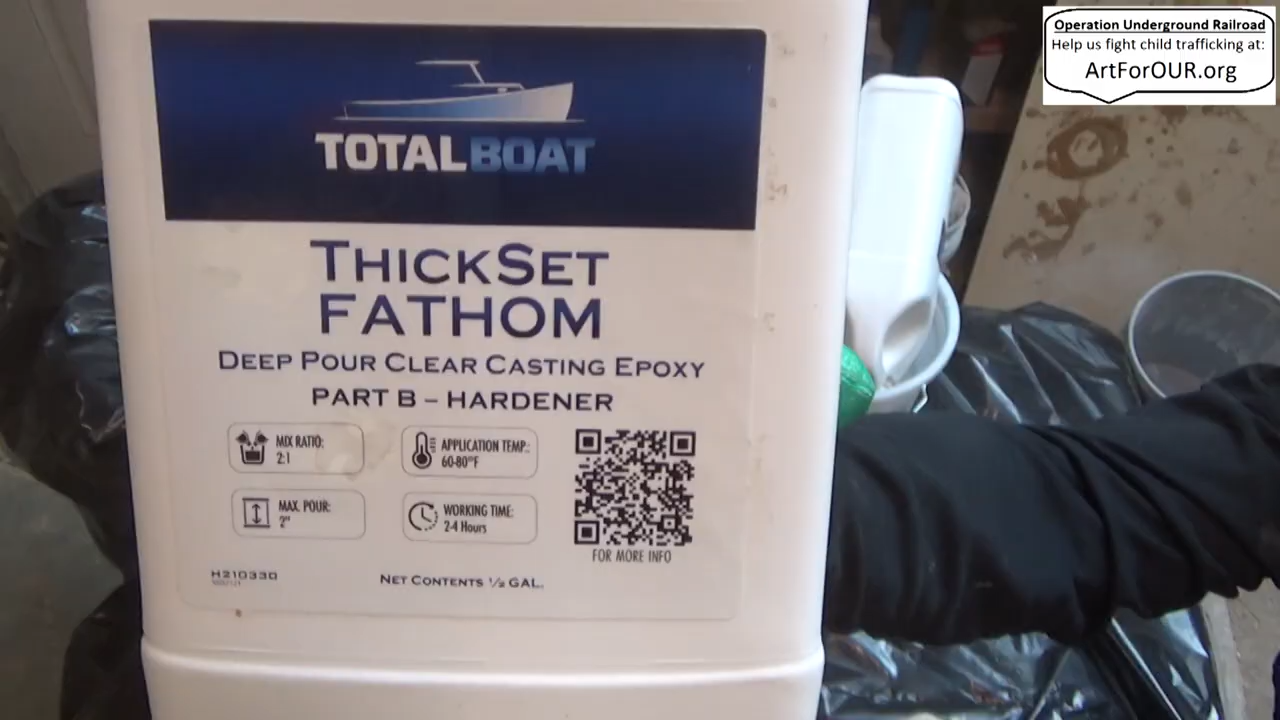 Operation Underground Railroad
Help us fight child trafficking at:
ArtForOUR.org
TOTALBOAT
THICKSET
FATHOM
DEEP POUR CLEAR CASTING EPOXY
PART B – HARDENER
MIX RATIO:
2:1
APPLICATION TEMP.:
60-80°F
MAX. POUR:
2"
WORKING TIME:
2-4 Hours
FOR MORE INFO
H210330
NET CONTENTS ½ GAL.